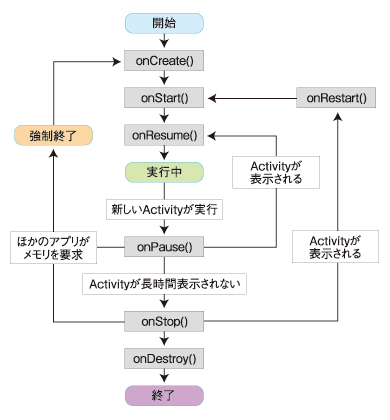 開始
onCreate()
onStart()
onRestart()
強制終了
onResume()
実行中
Activityが
表示される
新しいActivityが実行
ほかのアプリが
メモリを要求
onPause()
Activityが
表示される
Activityが長時間表示されない
onStop()
onDestroy()
終了